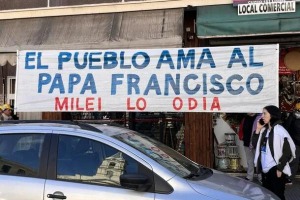 LOCAL COMERCIAL
EL PUEBLO AMA AL
PAPA FRANCISCO
MILEI LO ODIA